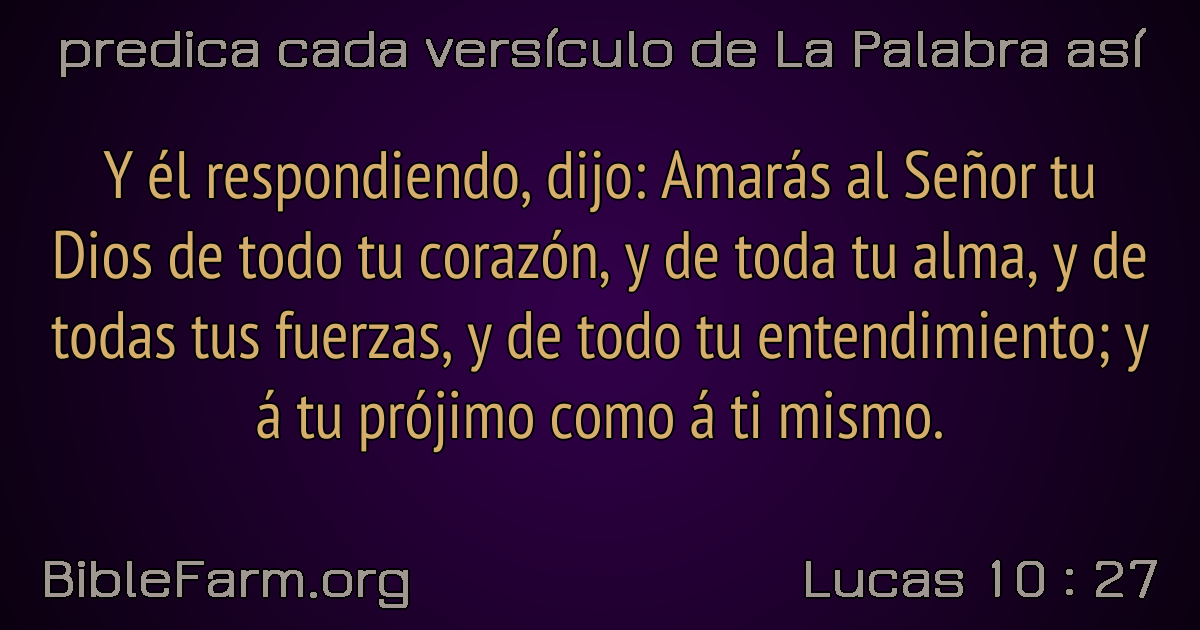 predica cada versículo de La Palabra así
Y él respondiendo, dijo: Amarás al Señor tu
Dios de todo tu corazón, y de toda tu alma, y de
todas tus fuerzas, y de todo tu entendimiento; y
á tu prójimo como á ti mismo.
BibleFarm.org
Lucas 10 : 27